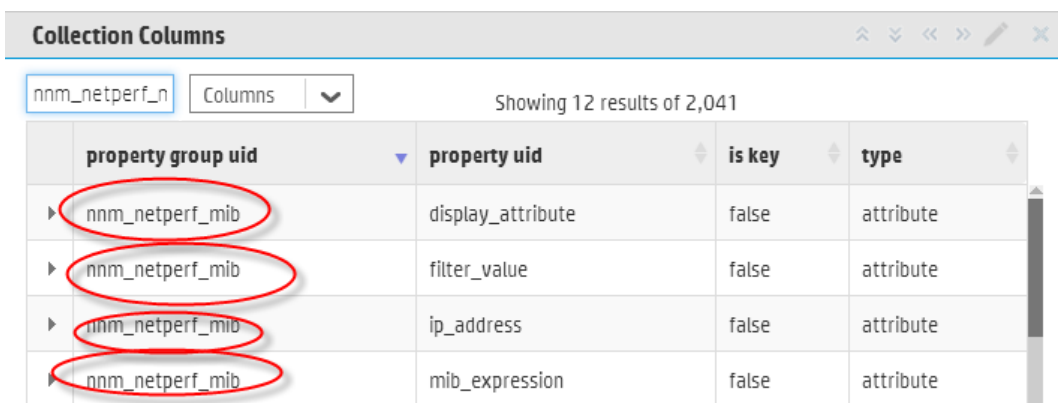 Collection Columns
nnm_netperf_n Columns Showing 12 results of 2,041
property group uid property uid is key type
nnm_netperf_mib display_attribute false attribute
nnm_netperf_mib filter_value false attribute
nnm_netperf_mib ip_address false attribute
nnm_netperf_mib mib_expression false attribute